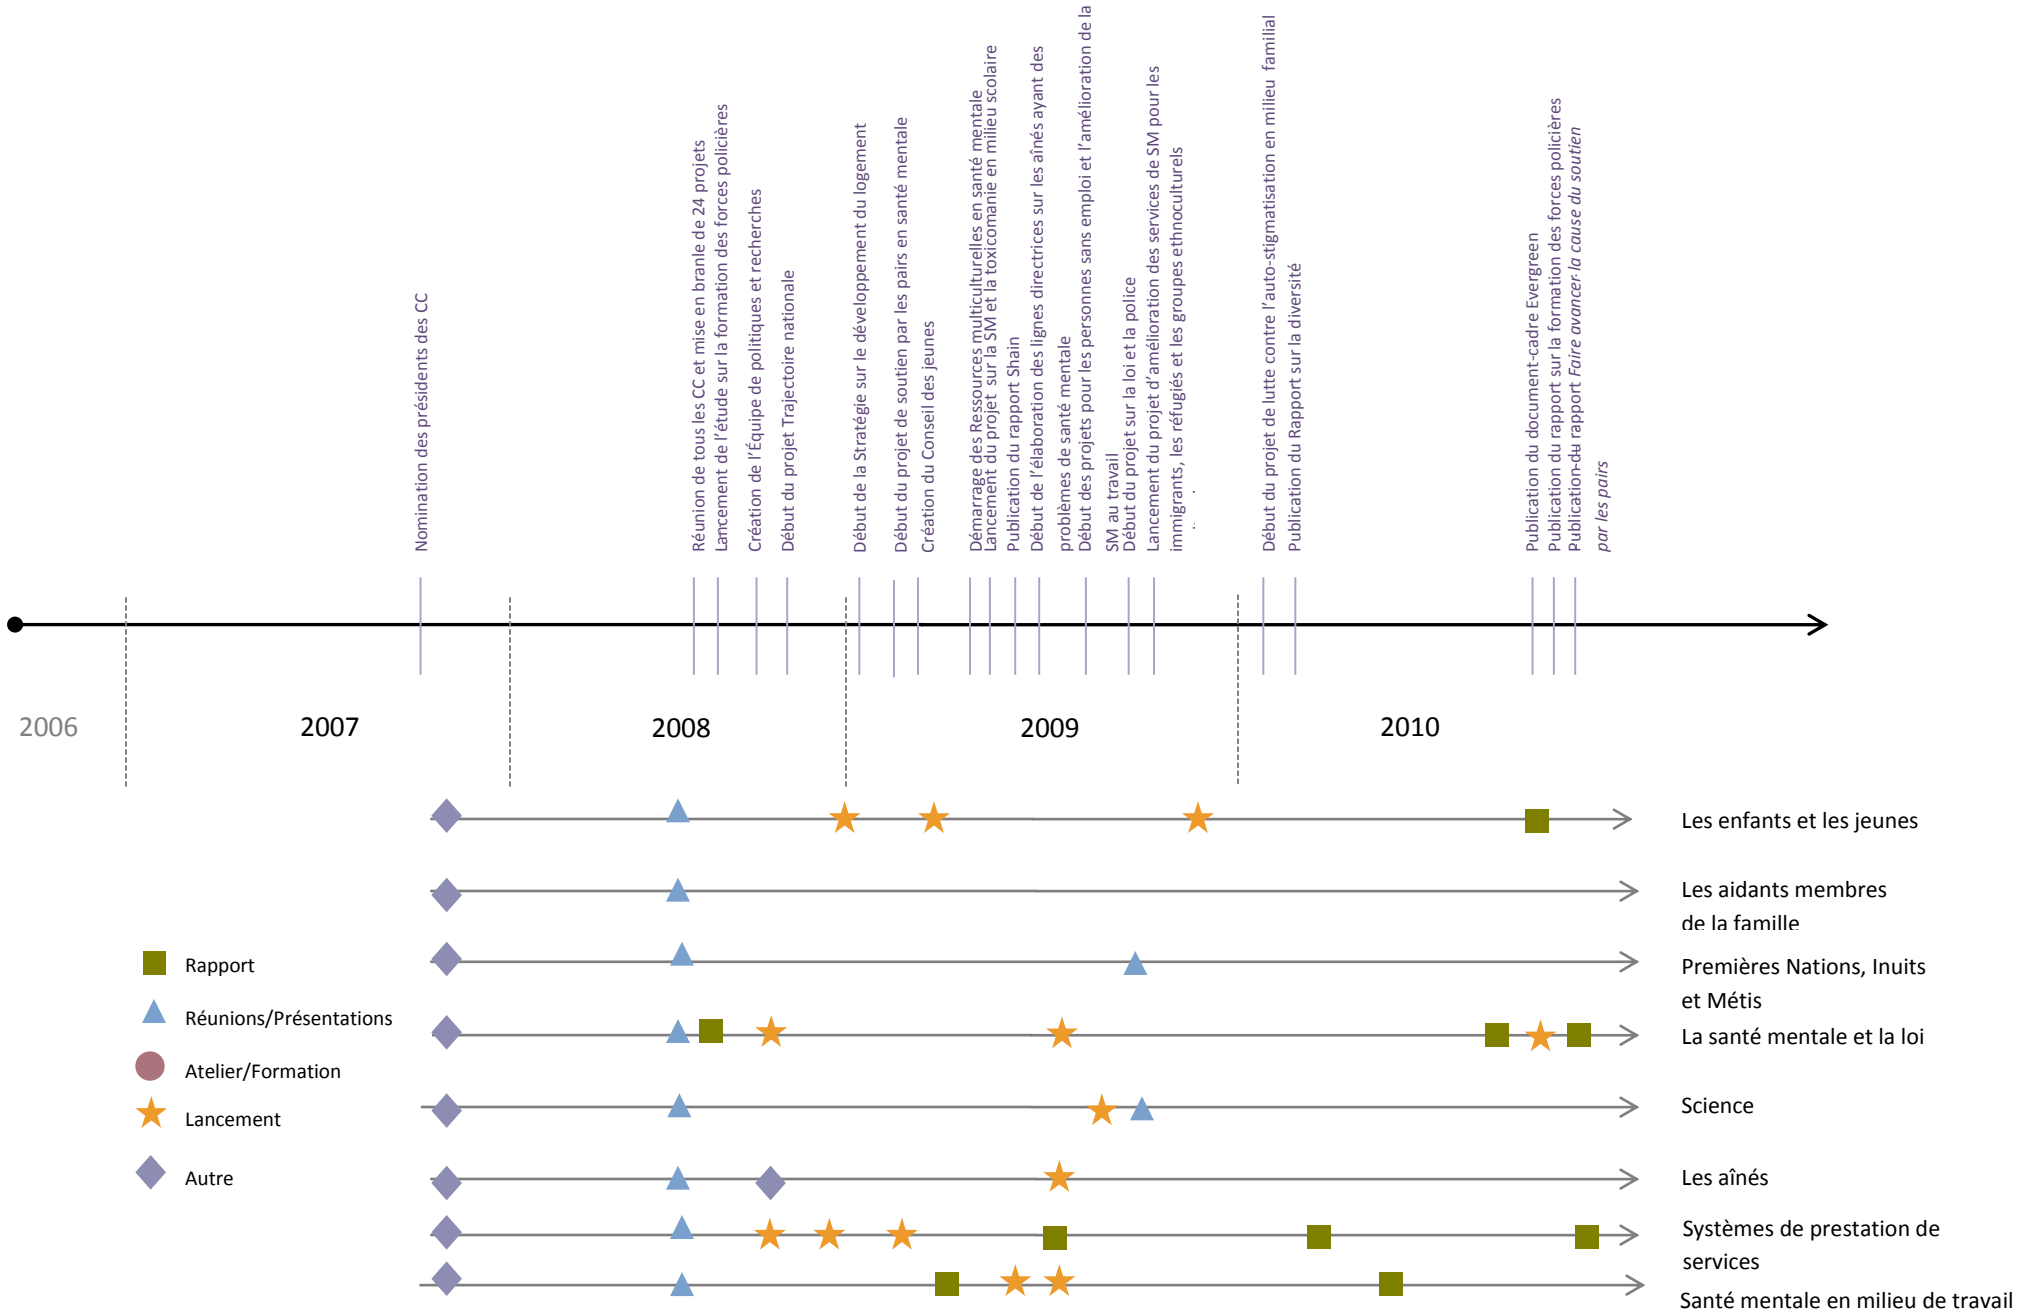 Nomination des présidents des CC
Réunion de tous les CC et mise en branle de 24 projets
Lancement de l'étude sur la formation des forces policières
Création de l'Équipe de politiques et recherches
Début du projet Trajectoire nationale
Début de la Stratégie sur le développement du logement
Début du projet de soutien par les pairs en santé mentale
Création du Conseil des jeunes
Démarrage des Ressources multiculturelles en santé mentale
Lancement du projet sur la SM et la toxicomanie en milieu scolaire
Publication du rapport Shain
Début de l'élaboration des lignes directrices sur les aînés ayant des
problèmes de santé mentale
Début des projets pour les personnes sans emploi et l'amélioration de la
SM au travail
Début du projet sur la loi et la police
Lancement du projet d'amélioration des services de SM pour les
immigrants, les réfugiés et les groupes ethnoculturels
Début du projet de lutte contre l'auto-stigmatisation en milieu familial
Publication du Rapport sur la diversité
Publication du document-cadre Evergreen
Publication du rapport sur la formation des forces policières
Publication du rapport Faire avancer la cause du soutien
par les pairs
2006
2007
2008
2009
2010
Les enfants et les jeunes
Les aidants membres
de la famille
Premières Nations, Inuits
et Métis
La santé mentale et la loi
Science
Les aînés
Systèmes de prestation de
services
Santé mentale en milieu de travail
Rapport
Réunions/Présentations
Atelier/Formation
Lancement
Autre